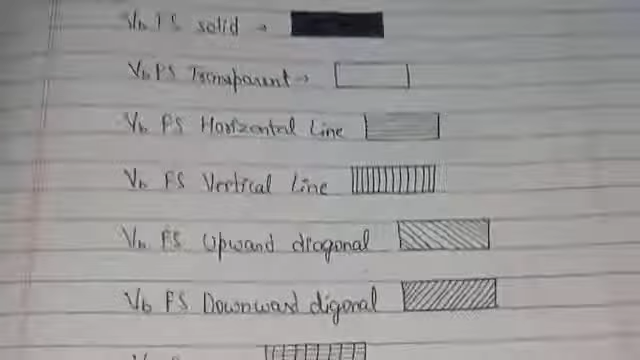 Vb FS solid →
Vb FS Transparent →
Vb FS Horizontal Line
Vb FS Vertical Line
Vb FS Upward diagonal
Vb FS Downward digonal
Vb